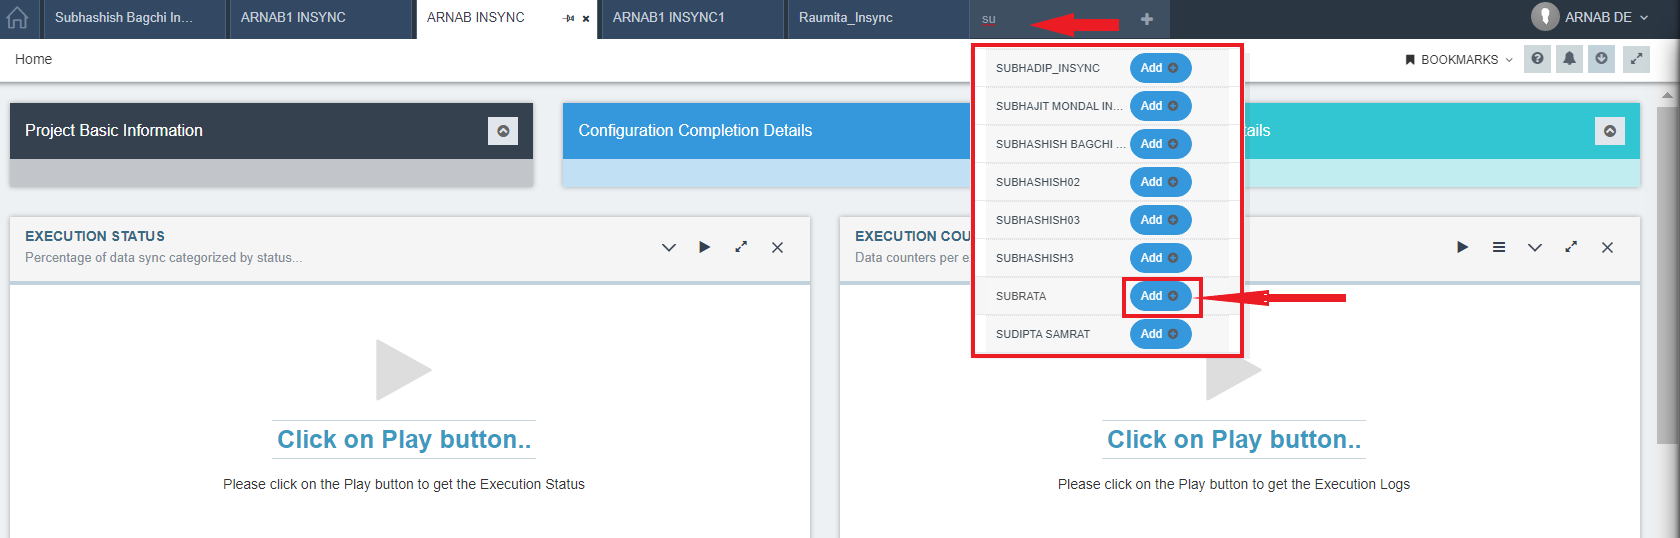 Subhashish Bagchi In...
ARNAB1 INSYNC
ARNAB INSYNC
ARNAB1 INSYNC1
Raumita_Insync
su
ARNAB DE
Home
BOOKMARKS
SUBHADIP_INSYNC Add
SUBHAJIT MONDAL IN... Add
SUBHASHISH BAGCHI ... Add
SUBHASHISH02 Add
SUBHASHISH03 Add
SUBHASHISH3 Add
SUBRATA Add
SUDIPTA SAMRAT Add
Project Basic Information
Configuration Completion Details
ails
EXECUTION STATUS
Percentage of data sync categorized by status...
Click on Play button..
Please click on the Play button to get the Execution Status
EXECUTION COU
Data counters per e
Click on Play button..
Please click on the Play button to get the Execution Logs